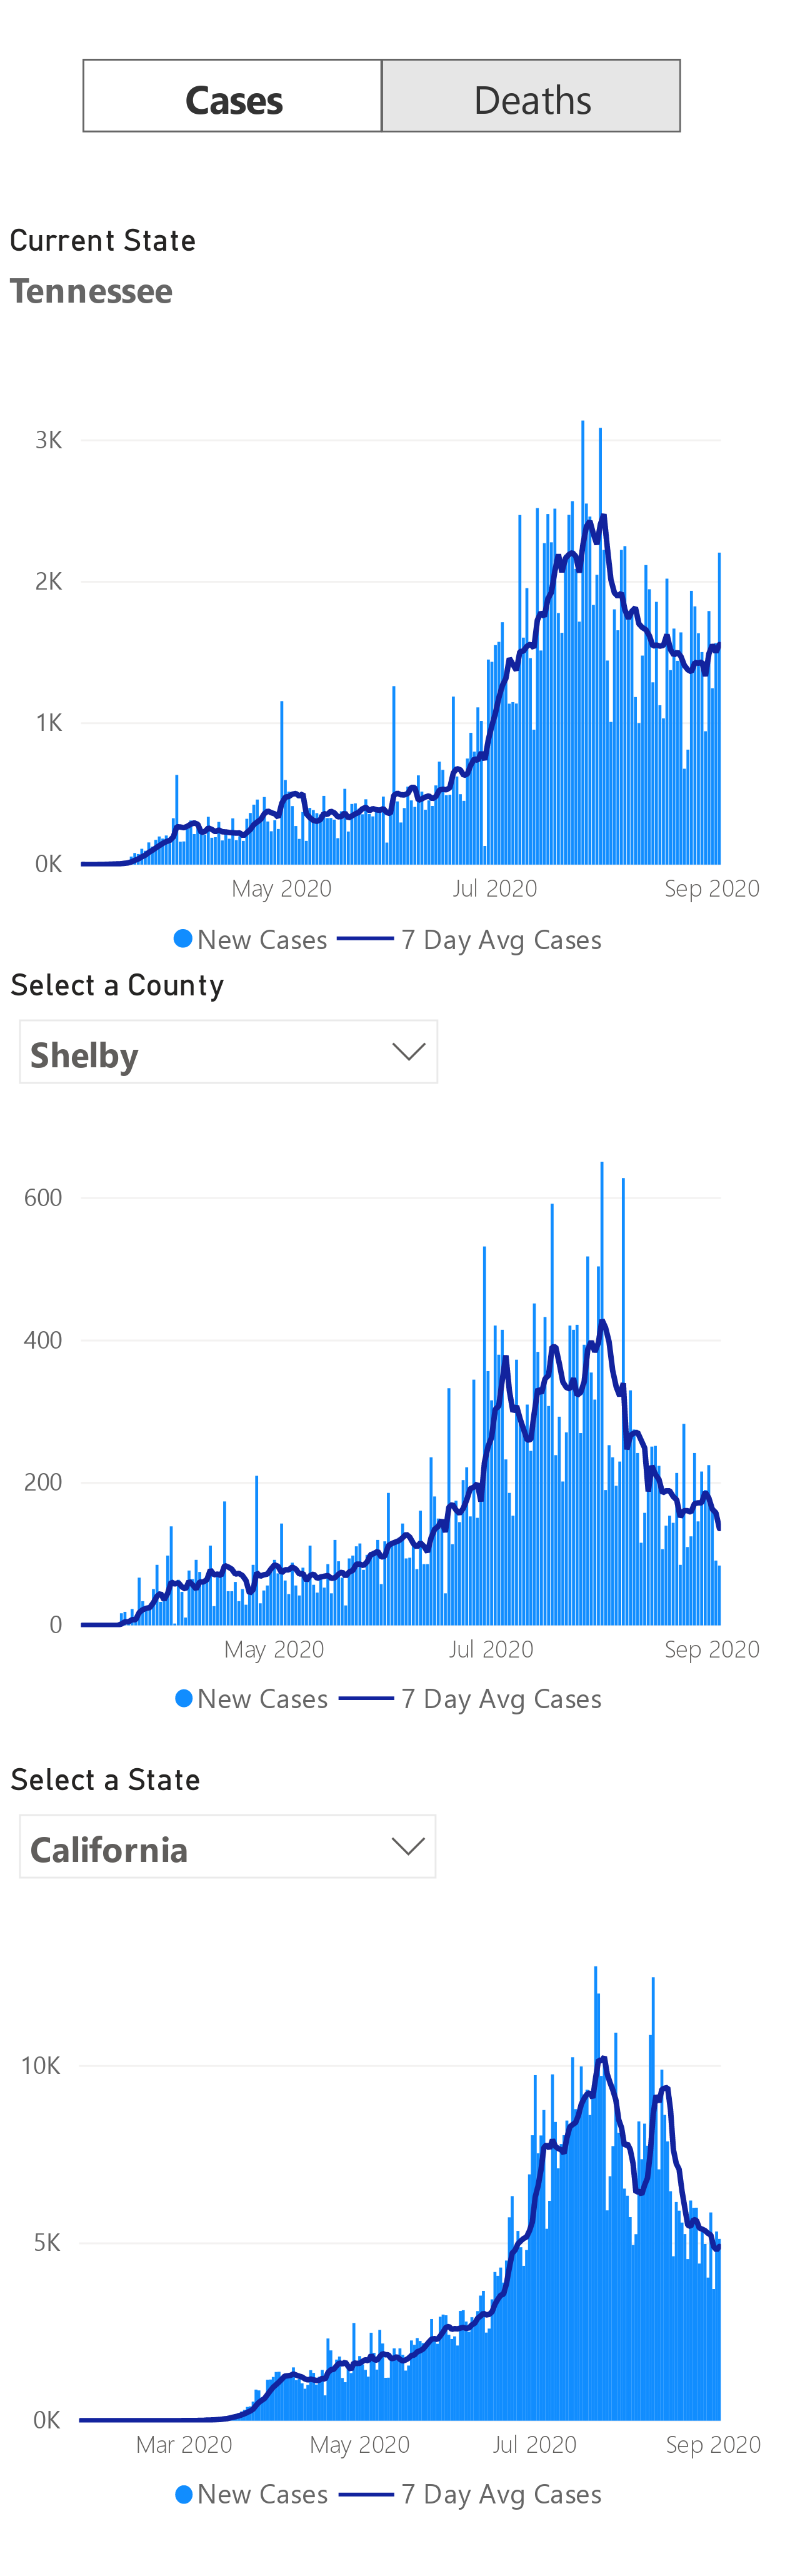 Cases Deaths
Current State
Tennessee
3K
2K
1K
0K
May 2020 Jul 2020 Sep 2020
New Cases 7 Day Avg Cases
Select a County
Shelby
600
400
200
0
May 2020 Jul 2020 Sep 2020
New Cases 7 Day Avg Cases
Select a State
California
10K
5K
0K
Mar 2020 May 2020 Jul 2020 Sep 2020
New Cases 7 Day Avg Cases